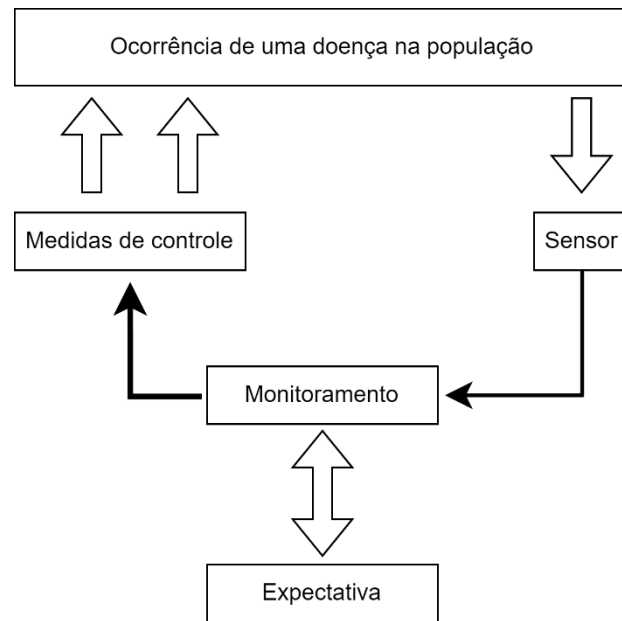 Ocorrência de uma doença na população
Medidas de controle
Sensor
Monitoramento
Expectativa